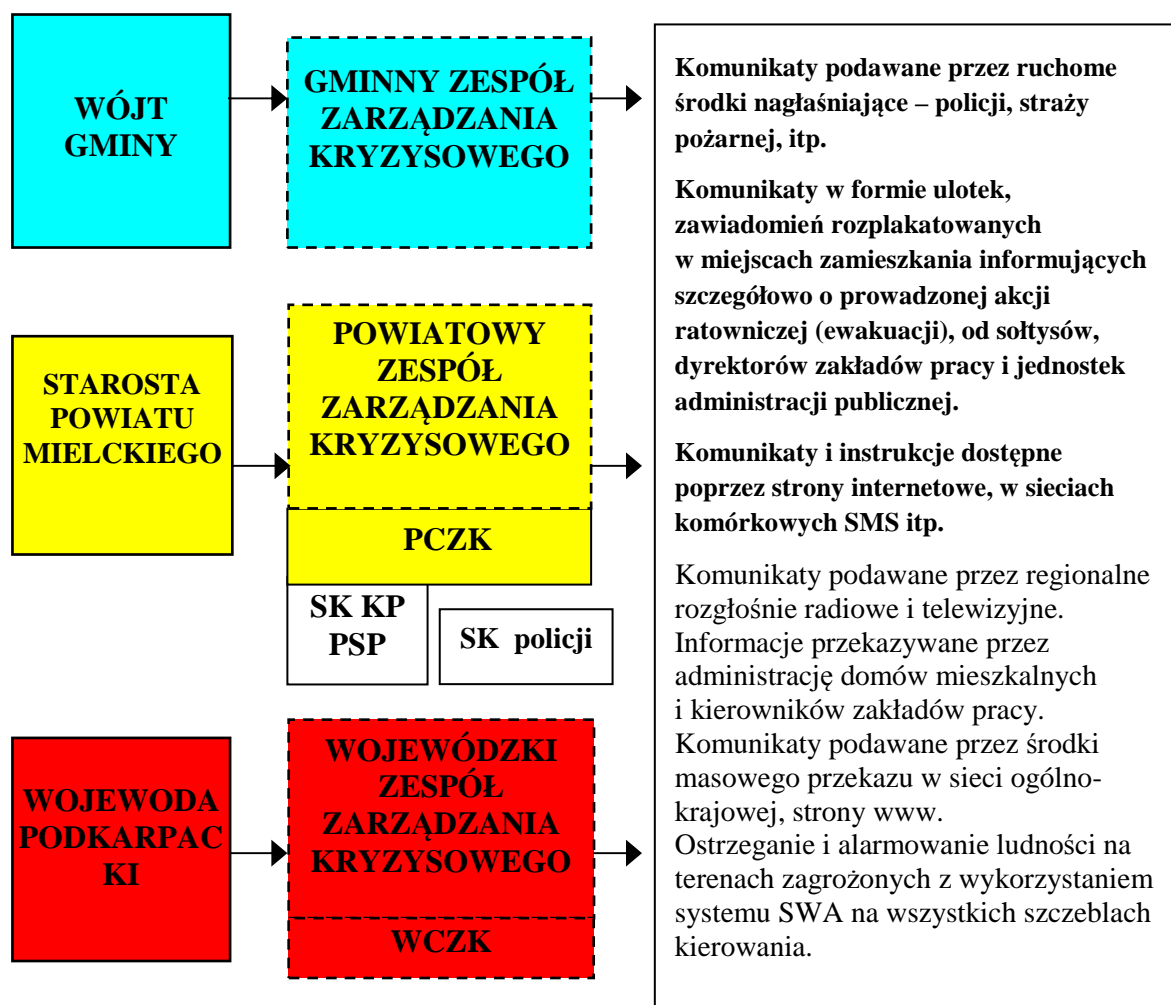 WÓJT
GMINY
GMINNY ZESPÓŁ
ZARZĄDZANIA
KRYZYSOWEGO
STAROSTA
POWIATU
MIELCKIEGO
POWIATOWY
ZESPÓŁ
ZARZĄDZANIA
KRYZYSOWEGO
PCZK
SK KP
PSP
SK policji
WOJEWODA
PODKARPAC
KI
WOJEWÓDZKI
ZESPÓŁ
ZARZĄDZANIA
KRYZYSOWEGO
WCZK
Komunikaty podawane przez ruchome
środki nagłaśniające – policji, straży
pożarnej, itp.
Komunikaty w formie ulotek,
zawiadomień rozplakatowanych
w miejscach zamieszkania informujących
szczegółowo o prowadzonej akcji
ratowniczej (ewakuacji), od sołtysów,
dyrektorów zakładów pracy i jednostek
administracji publicznej.
Komunikaty i instrukcje dostępne
poprzez strony internetowe, w sieciach
komórkowych SMS itp.
Komunikaty podawane przez regionalne
rozgłośnie radiowe i telewizyjne.
Informacje przekazywane przez
administrację domów mieszkalnych
i kierowników zakładów pracy.
Komunikaty podawane przez środki
masowego przekazu w sieci ogólno-
krajowej, strony www.
Ostrzeganie i alarmowanie ludności na
terenach zagrożonych z wykorzystaniem
systemu SWA na wszystkich szczeblach
kierowania.